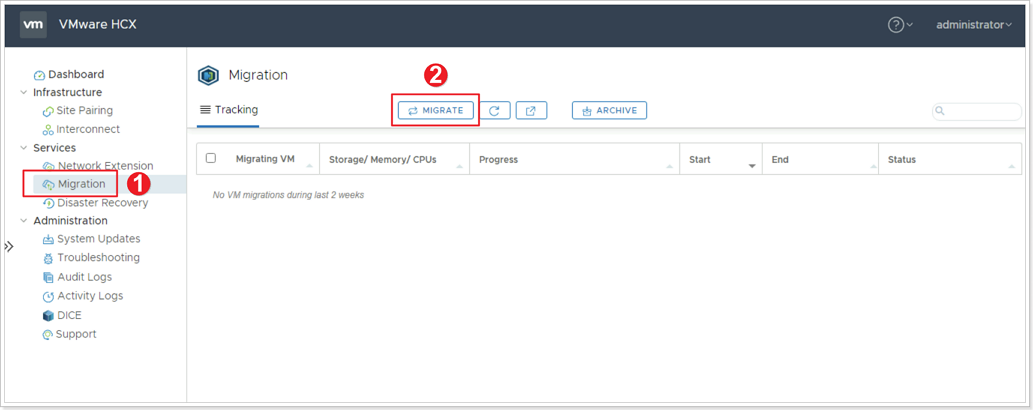 vm VMware HCX administrator
Dashboard
Infrastructure
Site Pairing
Interconnect
Services
Network Extension
Migration 1
Disaster Recovery
Administration
System Updates
Troubleshooting
Audit Logs
Activity Logs
DICE
Support
Migration 2
Tracking MIGRATE ARCHIVE
Migrating VM Storage/ Memory/ CPUs Progress Start End Status
No VM migrations during last 2 weeks